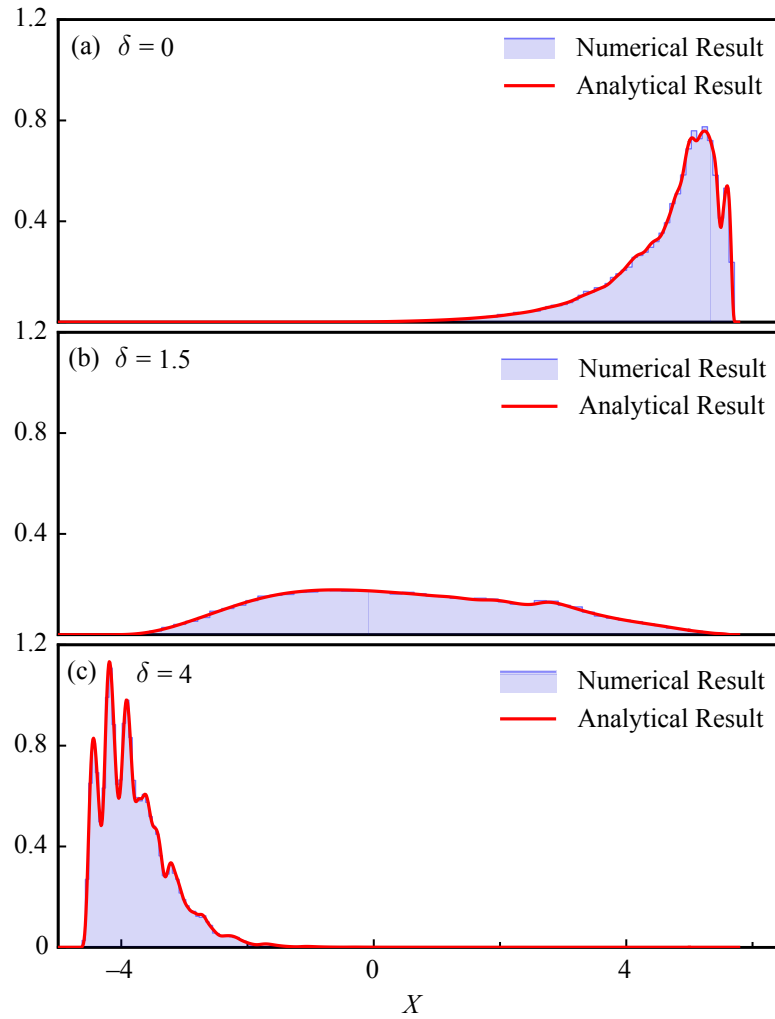 1.2
(a) δ = 0
Numerical Result
Analytical Result
0.8
0.4
1.2
(b) δ = 1.5
Numerical Result
Analytical Result
0.8
0.4
1.2
(c) δ = 4
Numerical Result
Analytical Result
0.8
0.4
0
−4 0 4
X